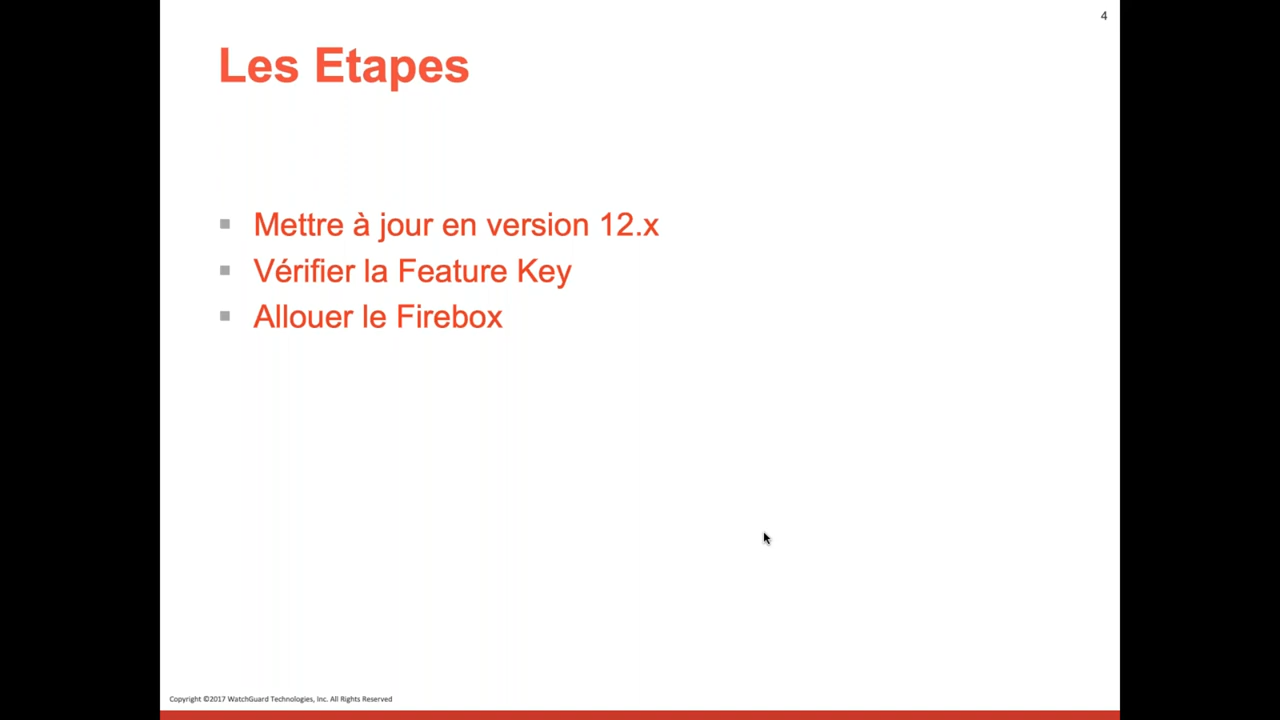 4
Les Etapes
Mettre à jour en version 12.x
Vérifier la Feature Key
Allouer le Firebox
Copyright ©2017 WatchGuard Technologies, Inc. All Rights Reserved